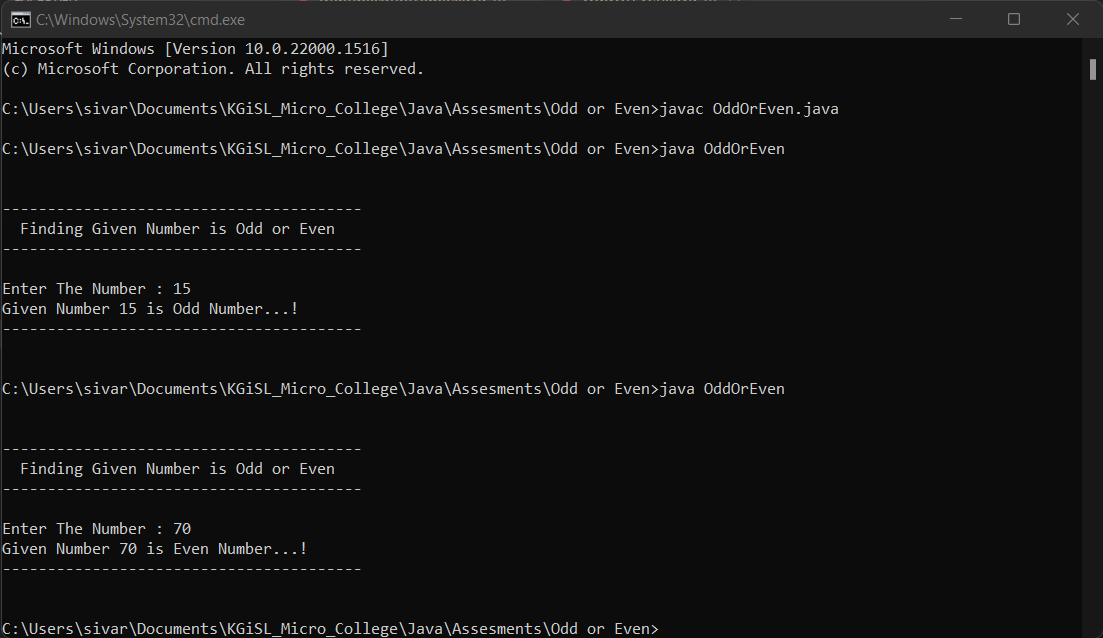 C:\Windows\System32\cmd.exe
Microsoft Windows [Version 10.0.22000.1516]
(c) Microsoft Corporation. All rights reserved.
C:\Users\sivar\Documents\KGiSL_Micro_College\Java\Assesments\Odd or Even>javac OddOrEven.java
C:\Users\sivar\Documents\KGiSL_Micro_College\Java\Assesments\Odd or Even>java OddOrEven
----------------------------------------
  Finding Given Number is Odd or Even
----------------------------------------
Enter The Number : 15
Given Number 15 is Odd Number...!
----------------------------------------
C:\Users\sivar\Documents\KGiSL_Micro_College\Java\Assesments\Odd or Even>java OddOrEven
----------------------------------------
  Finding Given Number is Odd or Even
----------------------------------------
Enter The Number : 70
Given Number 70 is Even Number...!
----------------------------------------
C:\Users\sivar\Documents\KGiSL_Micro_College\Java\Assesments\Odd or Even>